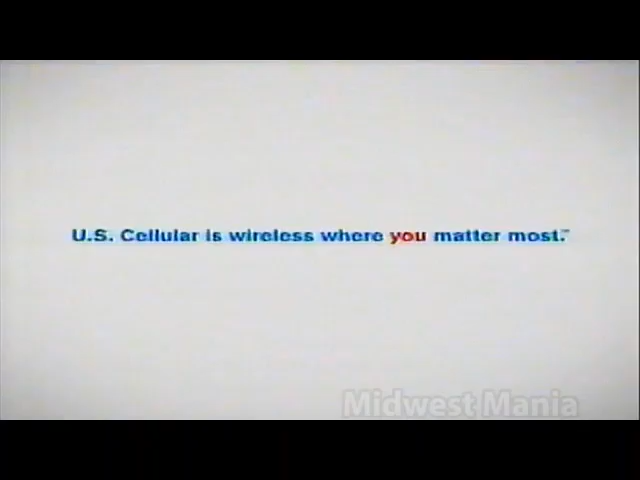 U.S. Cellular is wireless where you matter most.™
Midwest Mania